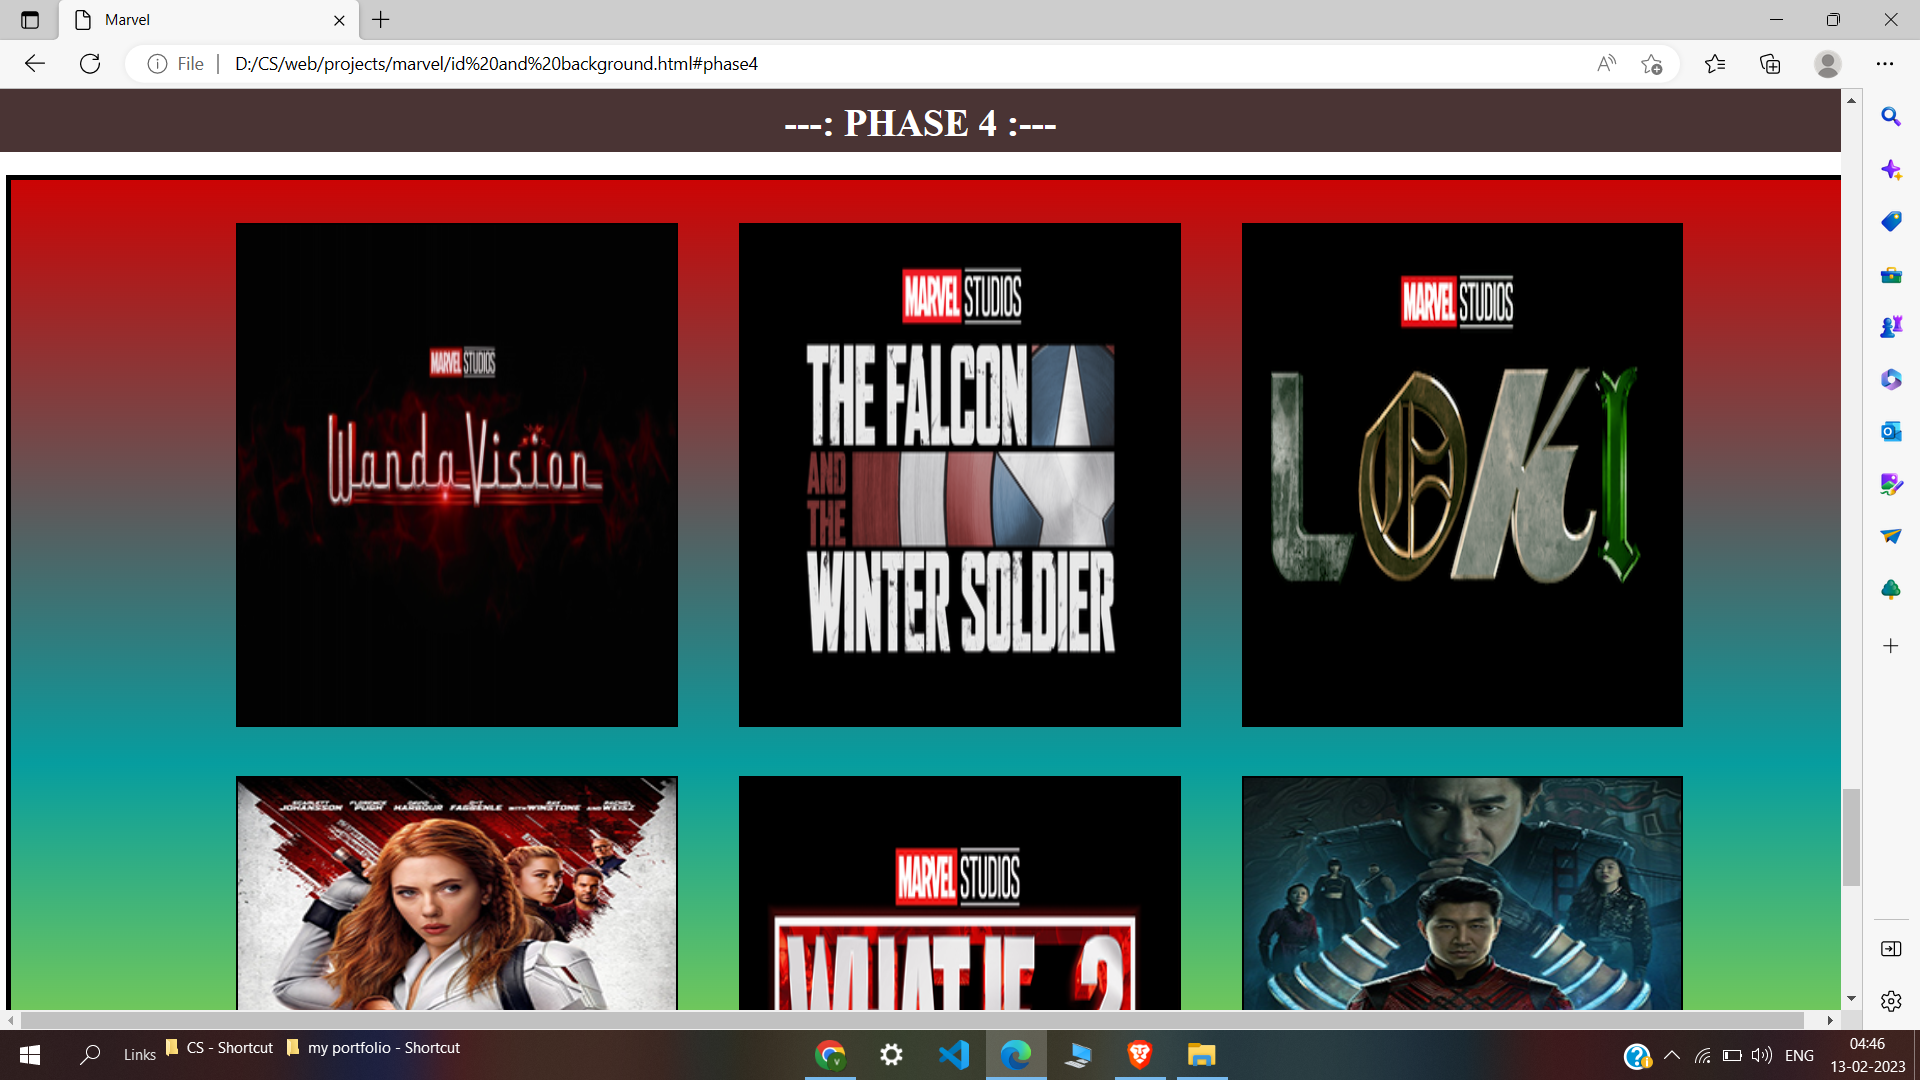 Marvel
File
D:/CS/web/projects/marvel/id%20and%20background.html#phase4
---: PHASE 4 :---
MARVEL STUDIOS
WandaVision
MARVEL STUDIOS
THE FALCON
AND
THE
WINTER SOLDIER
MARVEL STUDIOS
LOKI
SCARLETT JOHANSSON FLORENCE PUGH DAVID HARBOUR O-T FAGBENLE WITH WINSTONE AND RACHEL WEISZ
MARVEL STUDIOS
WHAT IF...?
Links
CS - Shortcut
my portfolio - Shortcut
ENG
04:46
13-02-2023